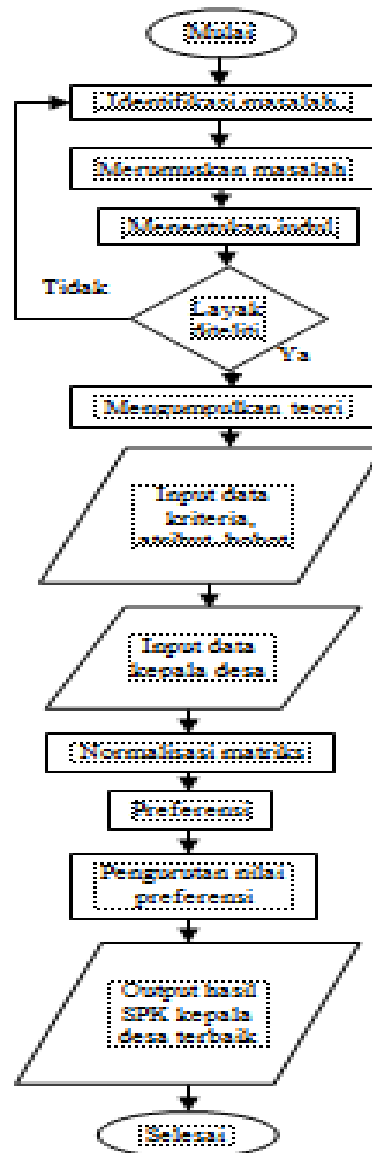 Mulai
Identifikasi masalah
Merumuskan masalah
Menentukan judul
Tidak
Layak
diteliti
Ya
Mengumpulkan teori
Input data
kriteria,
atribut, bobot
Input data
kepala desa
Normalisasi matriks
Preferensi
Pengurutan nilai
preferensi
Output hasil
SPK kepala
desa terbaik
Selesai